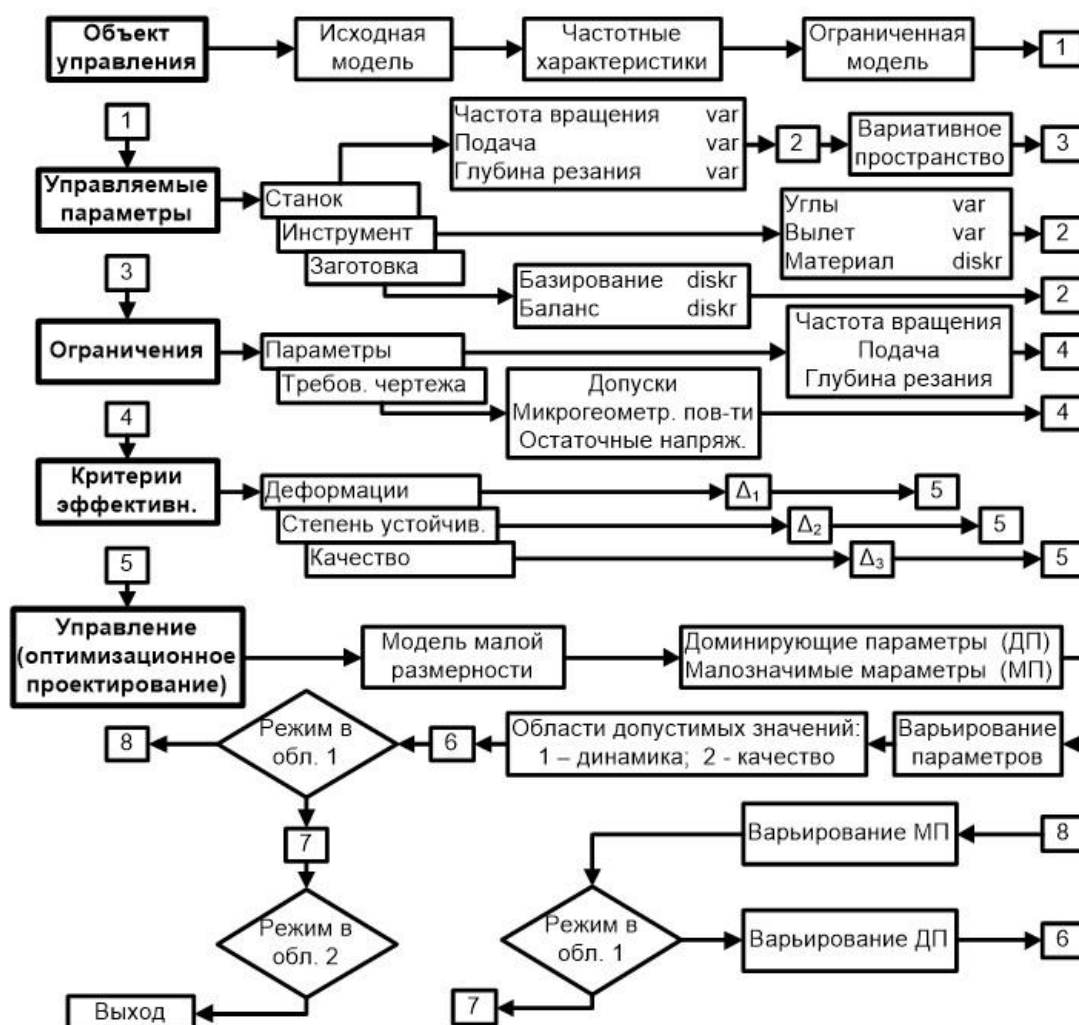 Объект
управления
Исходная
модель
Частотные
характеристики
Ограниченная
модель
1
1
Управляемые
параметры
Станок
Инструмент
Заготовка
Частота вращения var
Подача var
Глубина резания var
2
Вариативное
пространство
3
Углы var
Вылет var
Материал diskr
2
Базирование diskr
Баланс diskr
2
3
Ограничения
Параметры
Требов. чертежа
Частота вращения
Подача
Глубина резания
4
Допуски
Микрогеометр. пов-ти
Остаточные напряж.
4
4
Критерии
эффективн.
Деформации
Δ1
5
Степень устойчив.
Δ2
5
Качество
Δ3
5
5
Управление
(оптимизационное
проектирование)
Модель малой
размерности
Доминирующие параметры (ДП)
Малозначимые мараметры (МП)
Варьирование
параметров
Области допустимых значений:
1 – динамика; 2 - качество
6
Режим в
обл. 1
8
7
Режим в
обл. 2
Выход
8
Варьирование МП
Режим в
обл. 1
Варьирование ДП
6
7